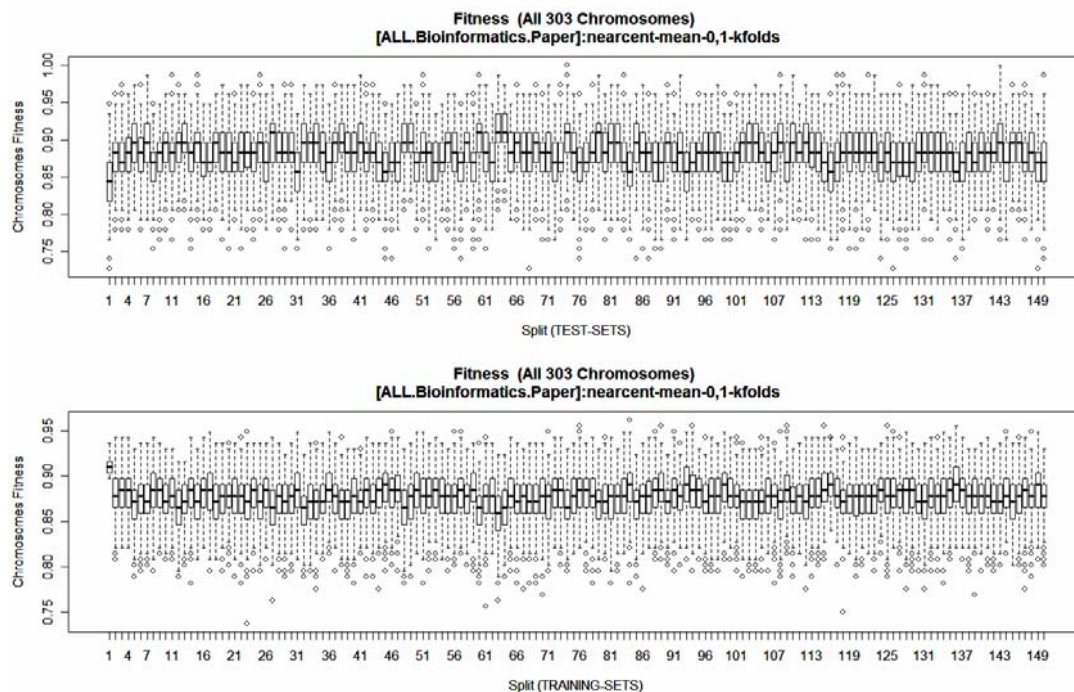 Fitness (All 303 Chromosomes)
[ALL.Bioinformatics.Paper]:nearcent-mean-0,1-kfolds
Chromosomes Fitness
1.00
0.95
0.90
0.85
0.80
0.75
1 4 7 11 16 21 26 31 36 41 46 51 56 61 66 71 76 81 86 91 96 101 107 113 119 125 131 137 143 149
Split (TEST-SETS)
Fitness (All 303 Chromosomes)
[ALL.Bioinformatics.Paper]:nearcent-mean-0,1-kfolds
Chromosomes Fitness
0.95
0.90
0.85
0.80
0.75
1 4 7 11 16 21 26 31 36 41 46 51 56 61 66 71 76 81 86 91 96 101 107 113 119 125 131 137 143 149
Split (TRAINING-SETS)